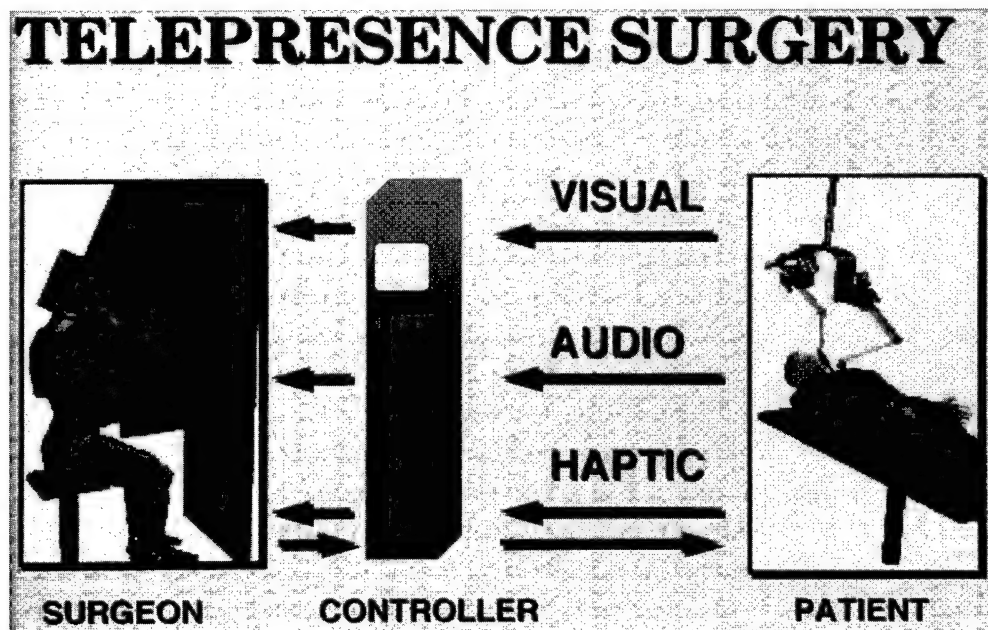 TELEPRESENCE SURGERY
VISUAL
AUDIO
HAPTIC
SURGEON CONTROLLER PATIENT